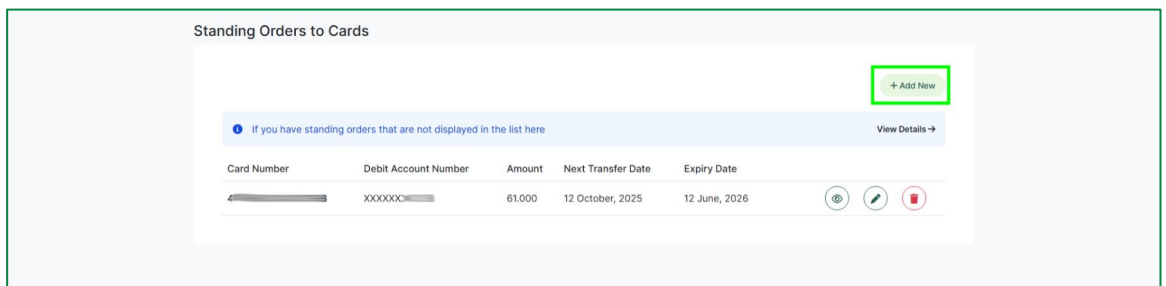 Standing Orders to Cards
+ Add New
If you have standing orders that are not displayed in the list here View Details →
Card Number Debit Account Number Amount Next Transfer Date Expiry Date
4 XXXXXX 61.000 12 October, 2025 12 June, 2026